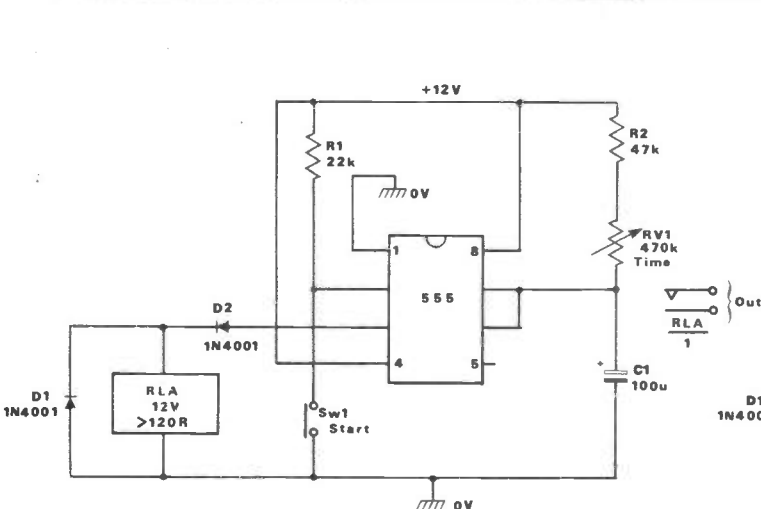 +12V
R1
22k
R2
47k
0V
RV1
470k
Time
1
8
555
Out
RLA
1
D2
1N4001
4
5
+
C1
100u
RLA
12V
>120R
D1
1N4001
Sw1
Start
D1
1N400
0V